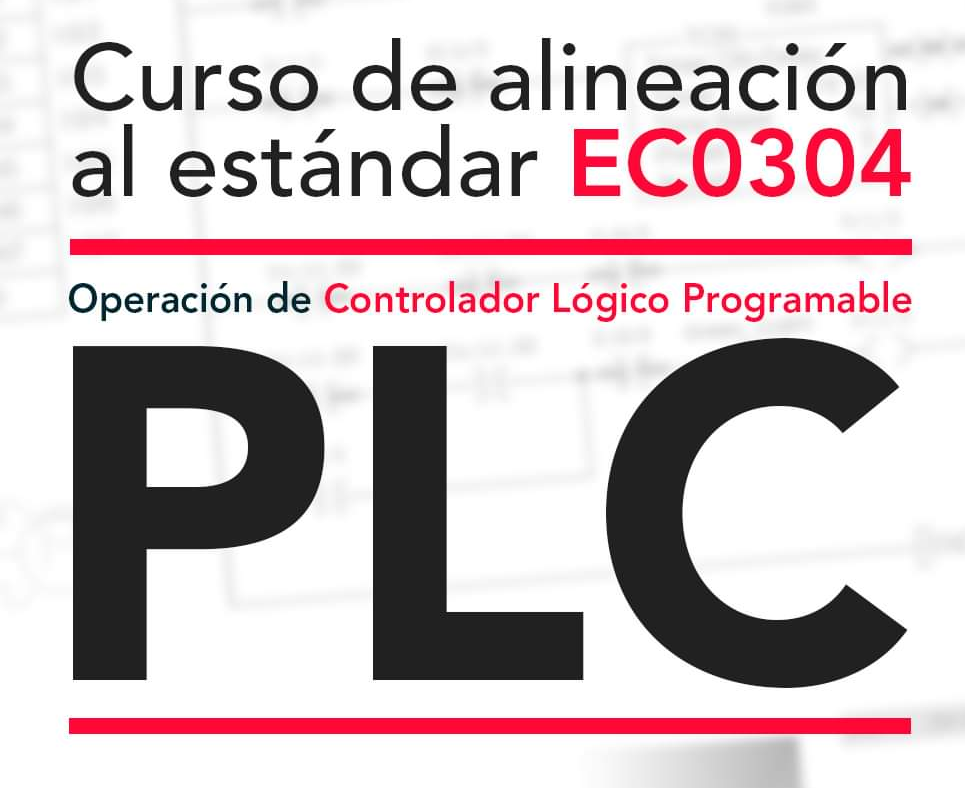 Curso de alineación
al estándar EC0304
Operación de Controlador Lógico Programable
PLC